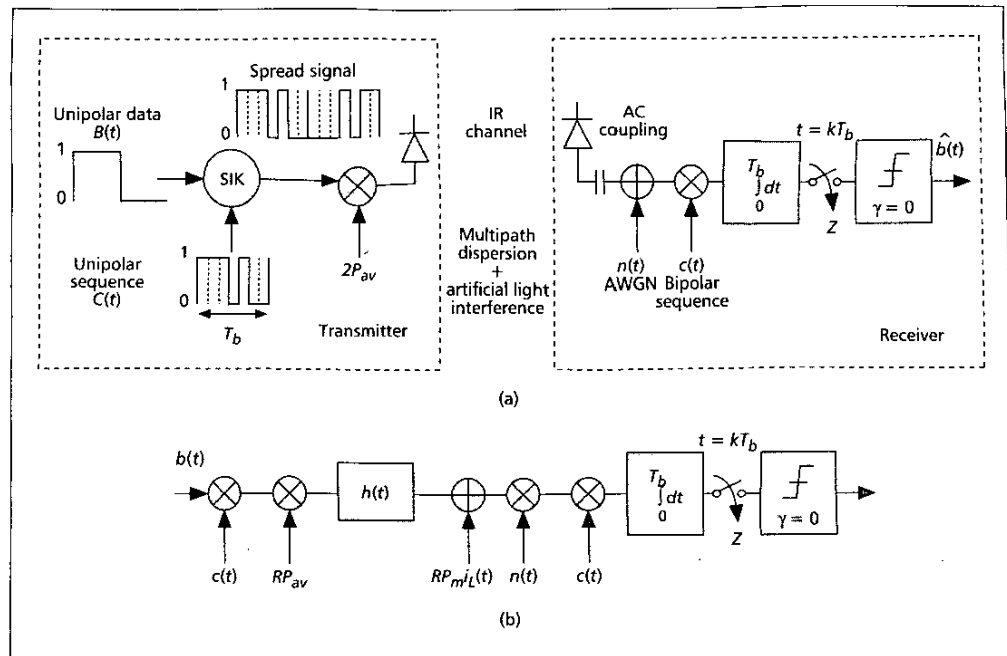 Spread signal
1
0
Unipolar data
B(t)
1
0
SIK
2P_av
Unipolar
sequence
C(t)
1
0
T_b
Transmitter
IR
channel
Multipath
dispersion
+
artificial light
interference
AC
coupling
n(t)
AWGN
c(t)
Bipolar
sequence
T_b
∫dt
0
t = kT_b
Z
γ = 0
b̂(t)
Receiver
(a)
b(t)
c(t)
RP_av
h(t)
RP_m i_L(t)
n(t)
c(t)
T_b
∫dt
0
t = kT_b
Z
γ = 0
(b)